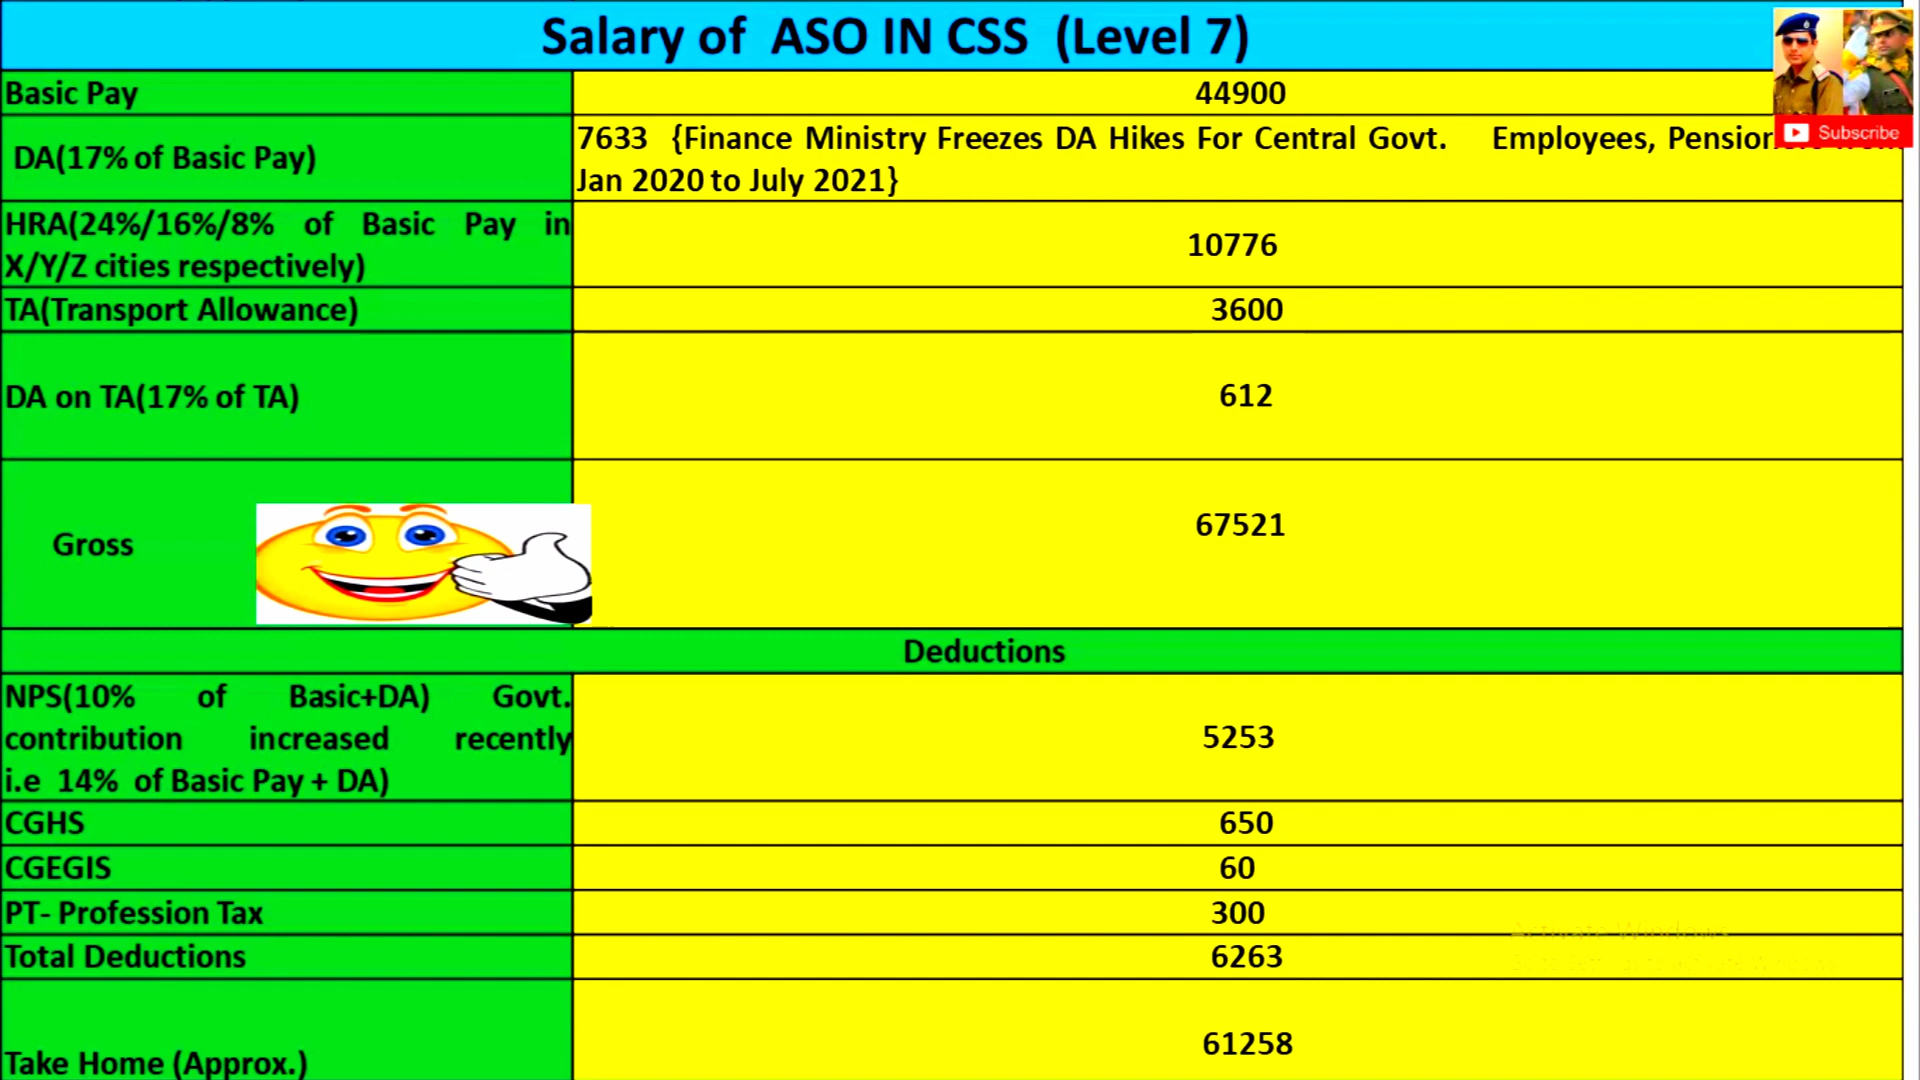 Salary of ASO IN CSS (Level 7)
Basic Pay
44900
DA(17% of Basic Pay)
7633 {Finance Ministry Freezes DA Hikes For Central Govt. Employees,
Jan 2020 to July 2021}
Subscribe
HRA(24%/16%/8% of Basic Pay in
X/Y/Z cities respectively)
10776
TA(Transport Allowance)
3600
DA on TA(17% of TA)
612
Gross
67521
Deductions
NPS(10% of Basic+DA) Govt.
contribution increased recently
i.e 14% of Basic Pay + DA)
5253
CGHS
650
CGEGIS
60
PT- Profession Tax
300
Total Deductions
6263
Take Home (Approx.)
61258